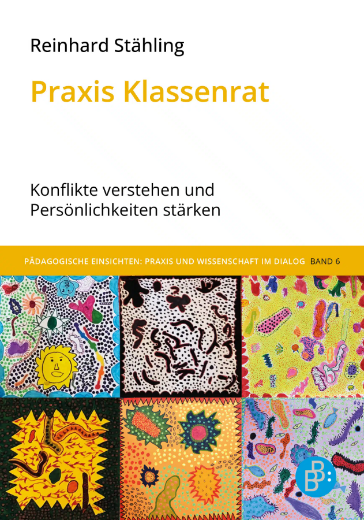 Reinhard Stähling
Praxis Klassenrat
Konflikte verstehen und
Persönlichkeiten stärken
PÄDAGOGISCHE EINSICHTEN: PRAXIS UND WISSENSCHAFT IM DIALOG BAND 6
B B: